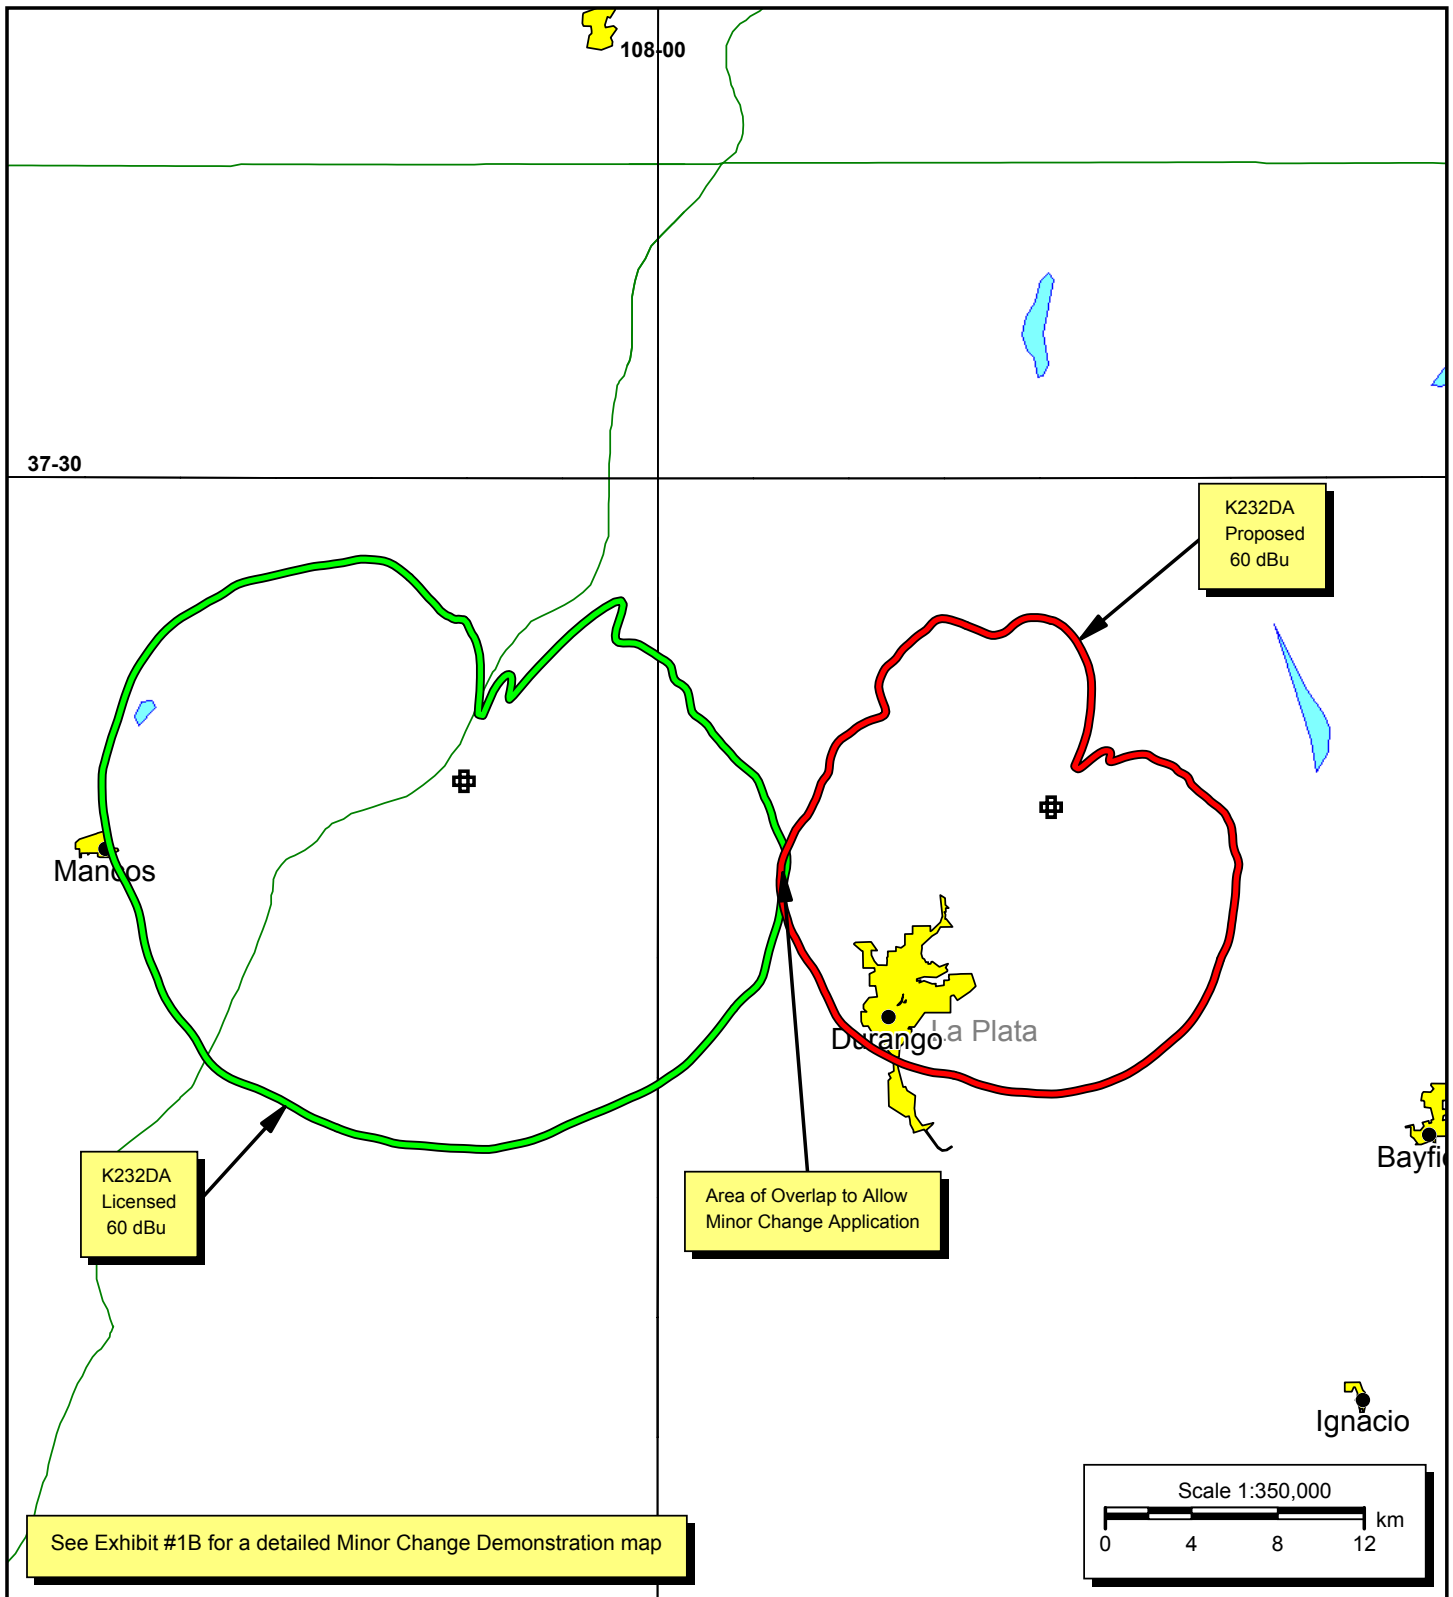 108-00
37-30
K232DA
Proposed
60 dBu
Mancos
Durango
La Plata
K232DA
Licensed
60 dBu
Area of Overlap to Allow
Minor Change Application
Bayfi
Ignacio
Scale 1:350,000
km
0 4 8 12
See Exhibit #1B for a detailed Minor Change Demonstration map